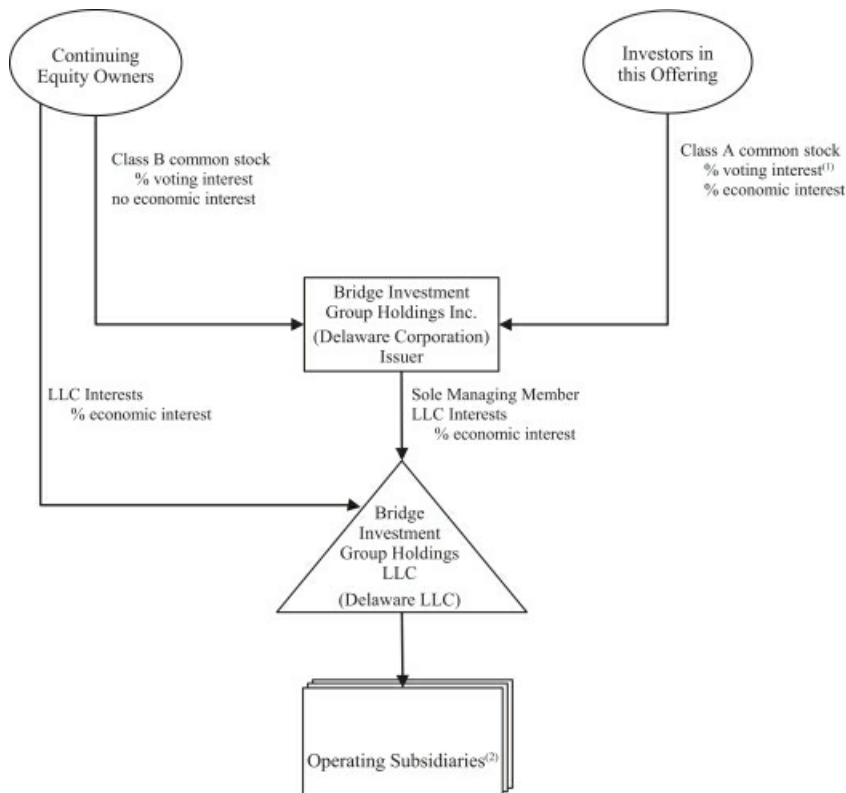 Continuing
Equity Owners
Investors in
this Offering
Class B common stock
% voting interest
no economic interest
Class A common stock
% voting interest(1)
% economic interest
Bridge Investment
Group Holdings Inc.
(Delaware Corporation)
Issuer
LLC Interests
% economic interest
Sole Managing Member
LLC Interests
% economic interest
Bridge
Investment
Group Holdings
LLC
(Delaware LLC)
Operating Subsidiaries(2)